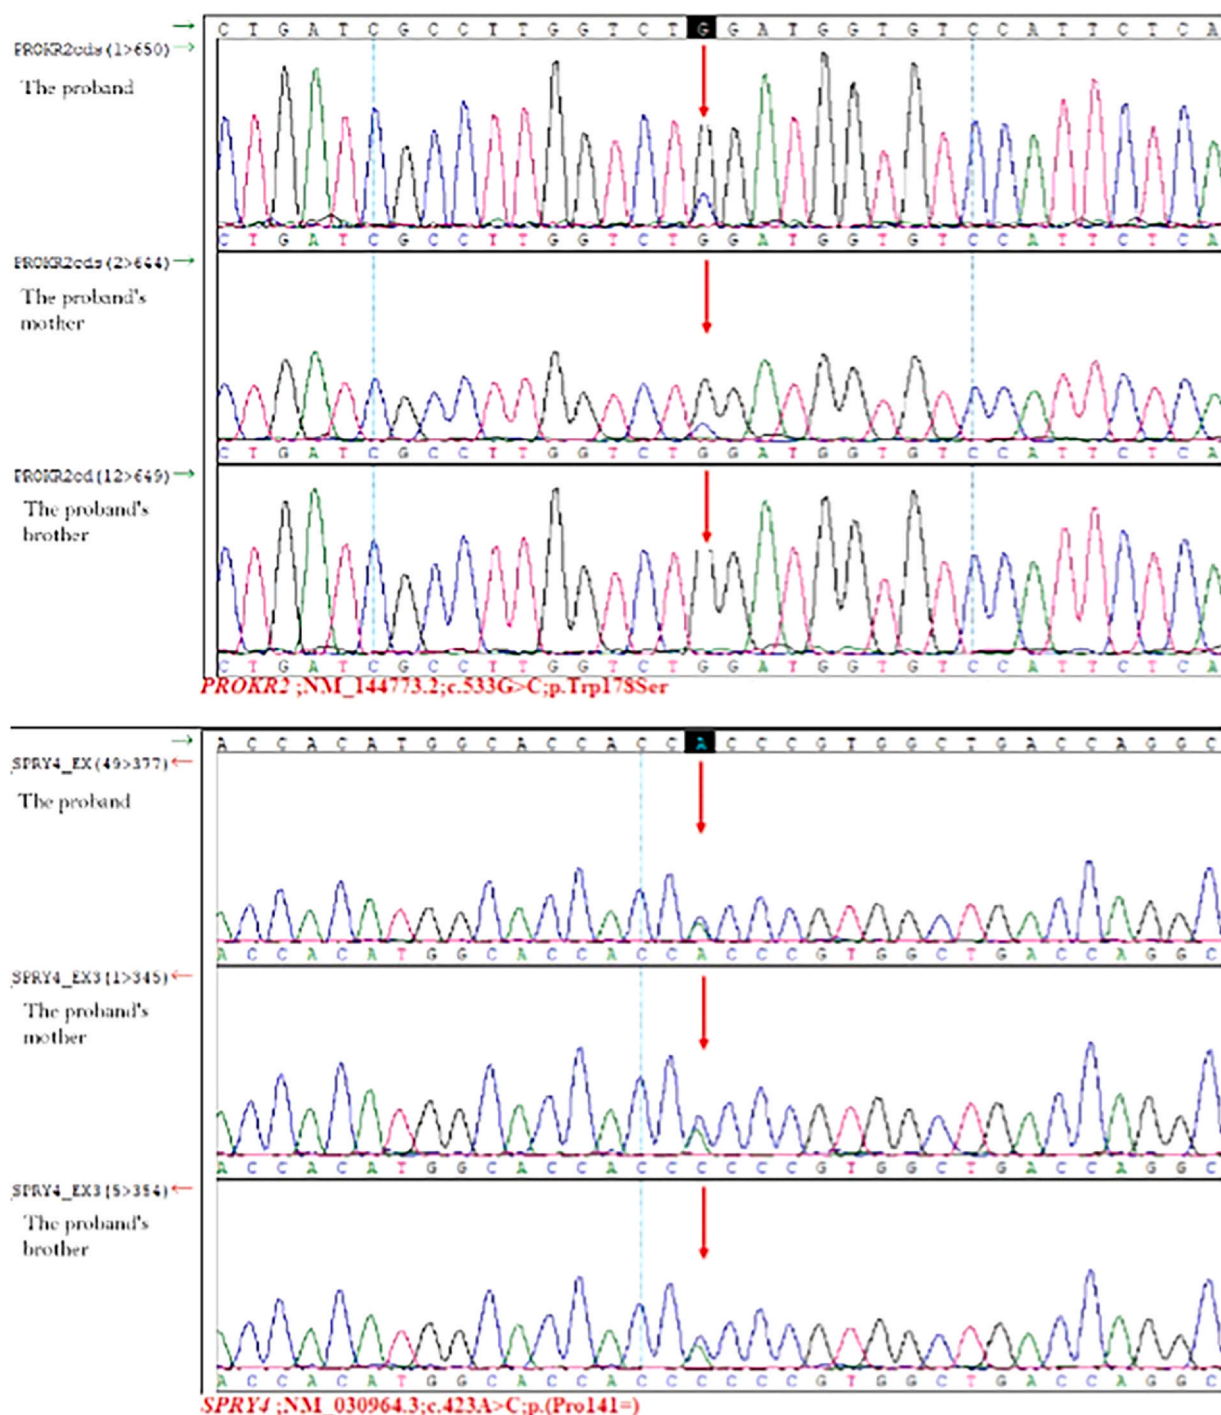 C T G A T C G C C T T G G T C T G G A T G G T G T C C A T T C T C A
PROKR2cds(1>650)
The proband
C T G A T C G C C T T G G T C T G G A T G G T G T C C A T T C T C A
PROKR2cds(2>644)
The proband's
mother
C T G A T C G C C T T G G T C T G G A T G G T G T C C A T T C T C A
PROKR2cd(12>649)
The proband's
brother
C T G A T C G C C T T G G T C T G G A T G G T G T C C A T T C T C A
PROKR2 ;NM_144773.2;c.533G>C;p.Trp178Ser
A C C A C A T G G C A C C A C C A C C C G T G G C T G A C C A G G C
SPRY4_EX(49>377)
The proband
A C C A C A T G G C A C C A C C A C C C G T G G C T G A C C A G G C
SPRY4_EX3(1>345)
The proband's
mother
A C C A C A T G G C A C C A C C C C C C G T G G C T G A C C A G G C
SPRY4_EX3(5>354)
The proband's
brother
A C C A C A T G G C A C C A C C C C C C G T G G C T G A C C A G G C
SPRY4 ;NM_030964.3;c.423A>C;p.(Pro141=)